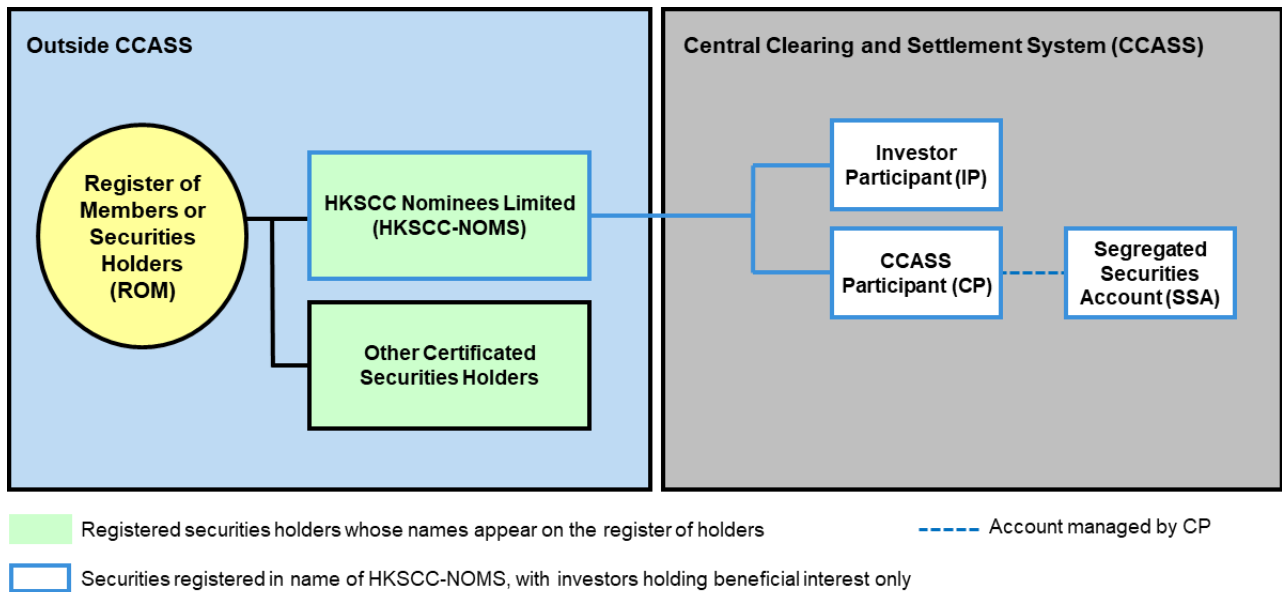 Outside CCASS
Register of
Members or
Securities
Holders
(ROM)
HKSCC Nominees Limited
(HKSCC-NOMS)
Other Certificated
Securities Holders
Central Clearing and Settlement System (CCASS)
Investor
Participant (IP)
CCASS
Participant (CP)
Segregated
Securities
Account (SSA)
Registered securities holders whose names appear on the register of holders
Account managed by CP
Securities registered in name of HKSCC-NOMS, with investors holding beneficial interest only